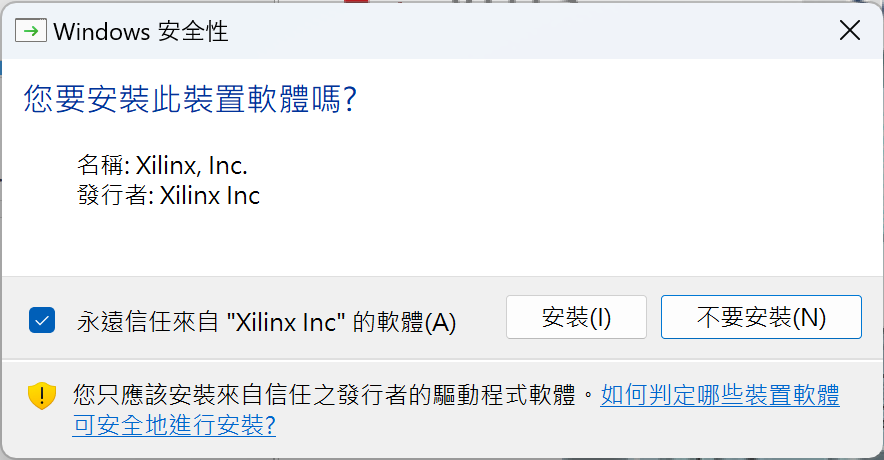 Windows 安全性
您要安裝此裝置軟體嗎?
名稱: Xilinx, Inc.
發行者: Xilinx Inc
永遠信任來自 "Xilinx Inc" 的軟體(A)
安裝(I)
不要安裝(N)
您只應該安裝來自信任之發行者的驅動程式軟體。如何判定哪些裝置軟體
可安全地進行安裝?